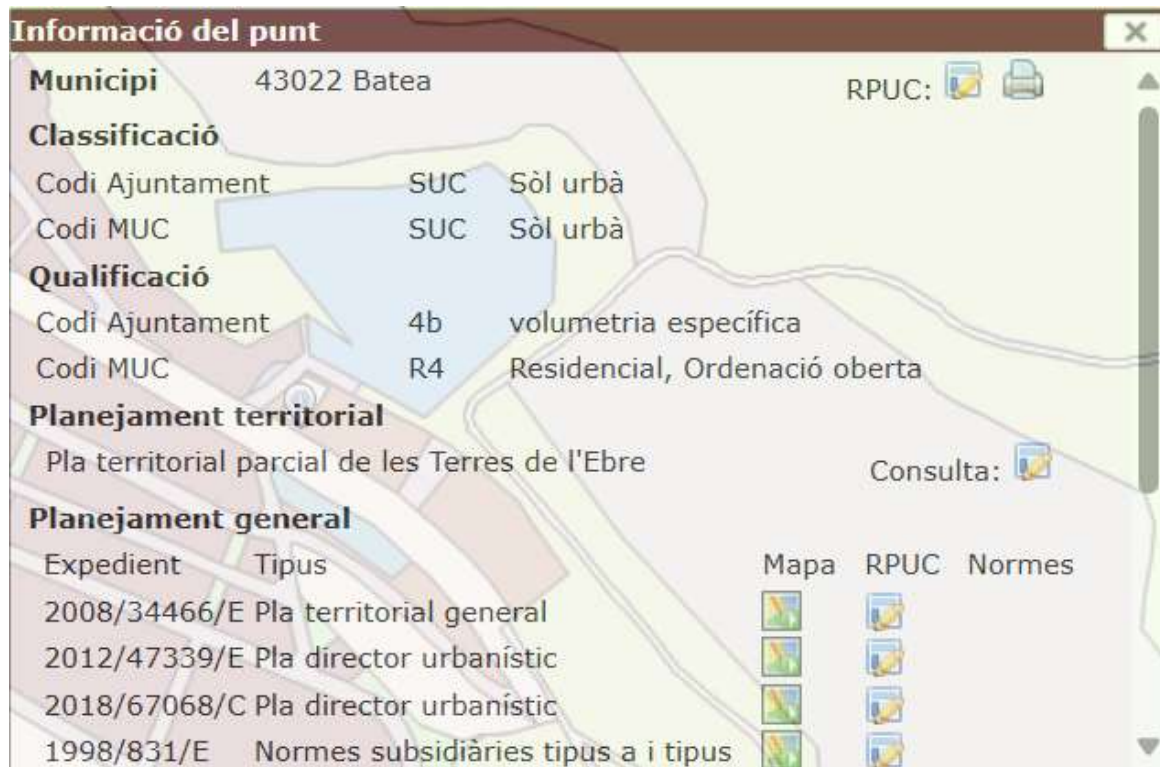 Informació del punt
Municipi 43022 Batea RPUC:
Classificació
Codi Ajuntament SUC Sòl urbà
Codi MUC SUC Sòl urbà
Qualificació
Codi Ajuntament 4b volumetria específica
Codi MUC R4 Residencial, Ordenació oberta
Planejament territorial
Pla territorial parcial de les Terres de l'Ebre Consulta:
Planejament general
Expedient Tipus Mapa RPUC Normes
2008/34466/E Pla territorial general
2012/47339/E Pla director urbanístic
2018/67068/C Pla director urbanístic
1998/831/E Normes subsidiàries tipus a i tipus